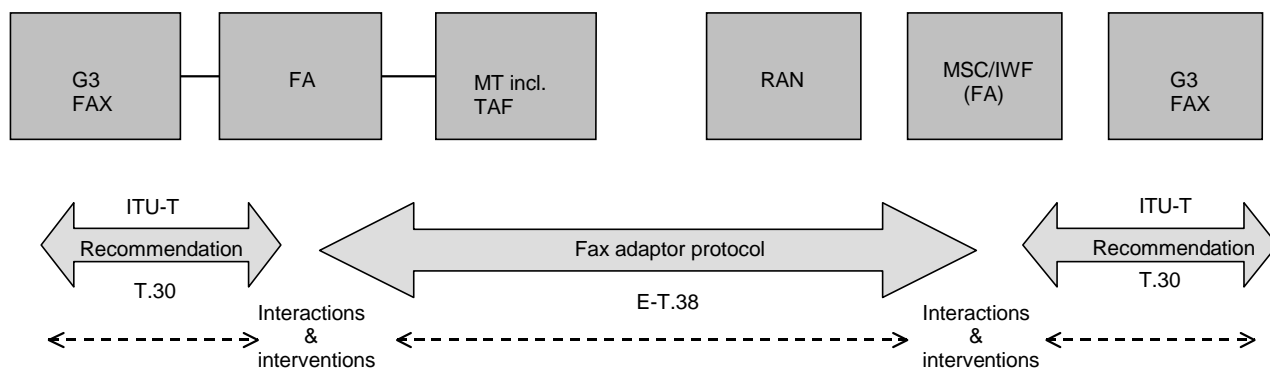 G3
FAX
FA
MT incl.
TAF
RAN
MSC/IWF
(FA)
G3
FAX
ITU-T
Recommendation
T.30
Fax adaptor protocol
E-T.38
ITU-T
Recommendation
T.30
Interactions
&
interventions
Interactions
&
interventions